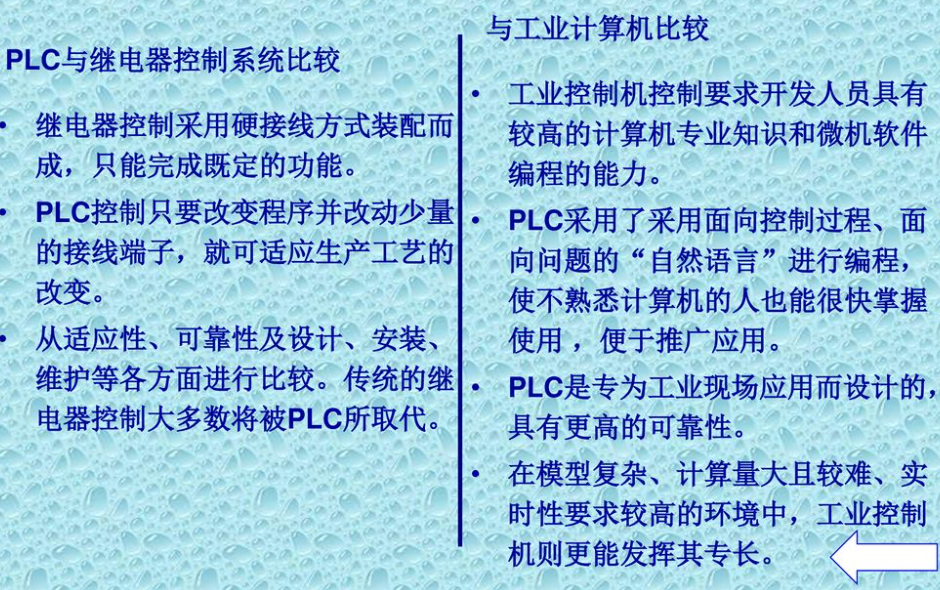 PLC与继电器控制系统比较
• 继电器控制采用硬接线方式装配而
成，只能完成既定的功能。
• PLC控制只要改变程序并改动少量
的接线端子，就可适应生产工艺的
改变。
• 从适应性、可靠性及设计、安装、
维护等各方面进行比较。传统的继
电器控制大多数将被PLC所取代。
与工业计算机比较
• 工业控制机控制要求开发人员具有
较高的计算机专业知识和微机软件
编程的能力。
• PLC采用了采用面向控制过程、面
向问题的“自然语言”进行编程，
使不熟悉计算机的人也能很快掌握
使用 ，便于推广应用。
• PLC是专为工业现场应用而设计的，
具有更高的可靠性。
• 在模型复杂、计算量大且较难、实
时性要求较高的环境中，工业控制
机则更能发挥其专长。